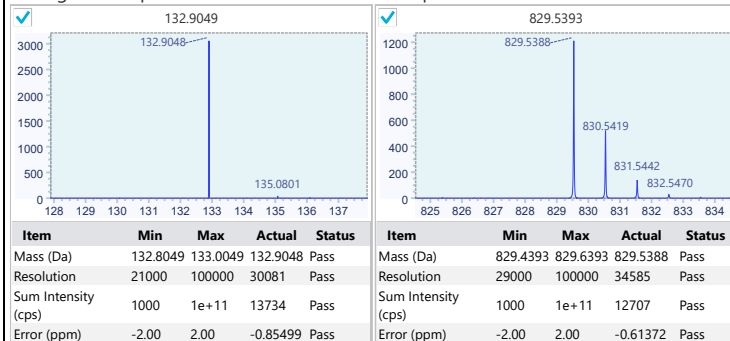 132.9049
3000
2500
2000
1500
1000
500
0
132.9048
135.0801
128 129 130 131 132 133 134 135 136 137
Item Min Max Actual Status
Mass (Da) 132.8049 133.0049 132.9048 Pass
Resolution 21000 100000 30081 Pass
Sum Intensity
(cps) 1000 1e+11 13734 Pass
Error (ppm) -2.00 2.00 -0.85499 Pass
829.5393
1200
1000
800
600
400
200
0
829.5388
830.5419
831.5442
832.5470
825 826 827 828 829 830 831 832 833 834
Item Min Max Actual Status
Mass (Da) 829.4393 829.6393 829.5388 Pass
Resolution 29000 100000 34585 Pass
Sum Intensity
(cps) 1000 1e+11 12707 Pass
Error (ppm) -2.00 2.00 -0.61372 Pass